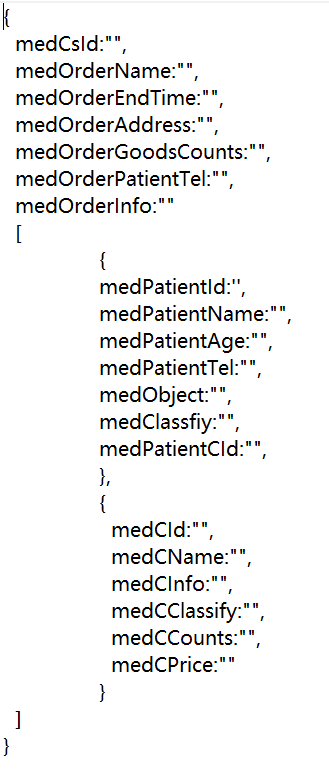 {
medCsId:"",
medOrderName:"",
medOrderEndTime:"",
medOrderAddress:"",
medOrderGoodsCounts:"",
medOrderPatientTel:"",
medOrderInfo:""
[
{
medPatientId:'',
medPatientName:"",
medPatientAge:"",
medPatientTel:"",
medObject:"",
medClassfiy:"",
medPatientCId:"",
},
{
medCId:"",
medCName:"",
medCInfo:"",
medCClassify:"",
medCCounts:"",
medCPrice:""
}
]
}